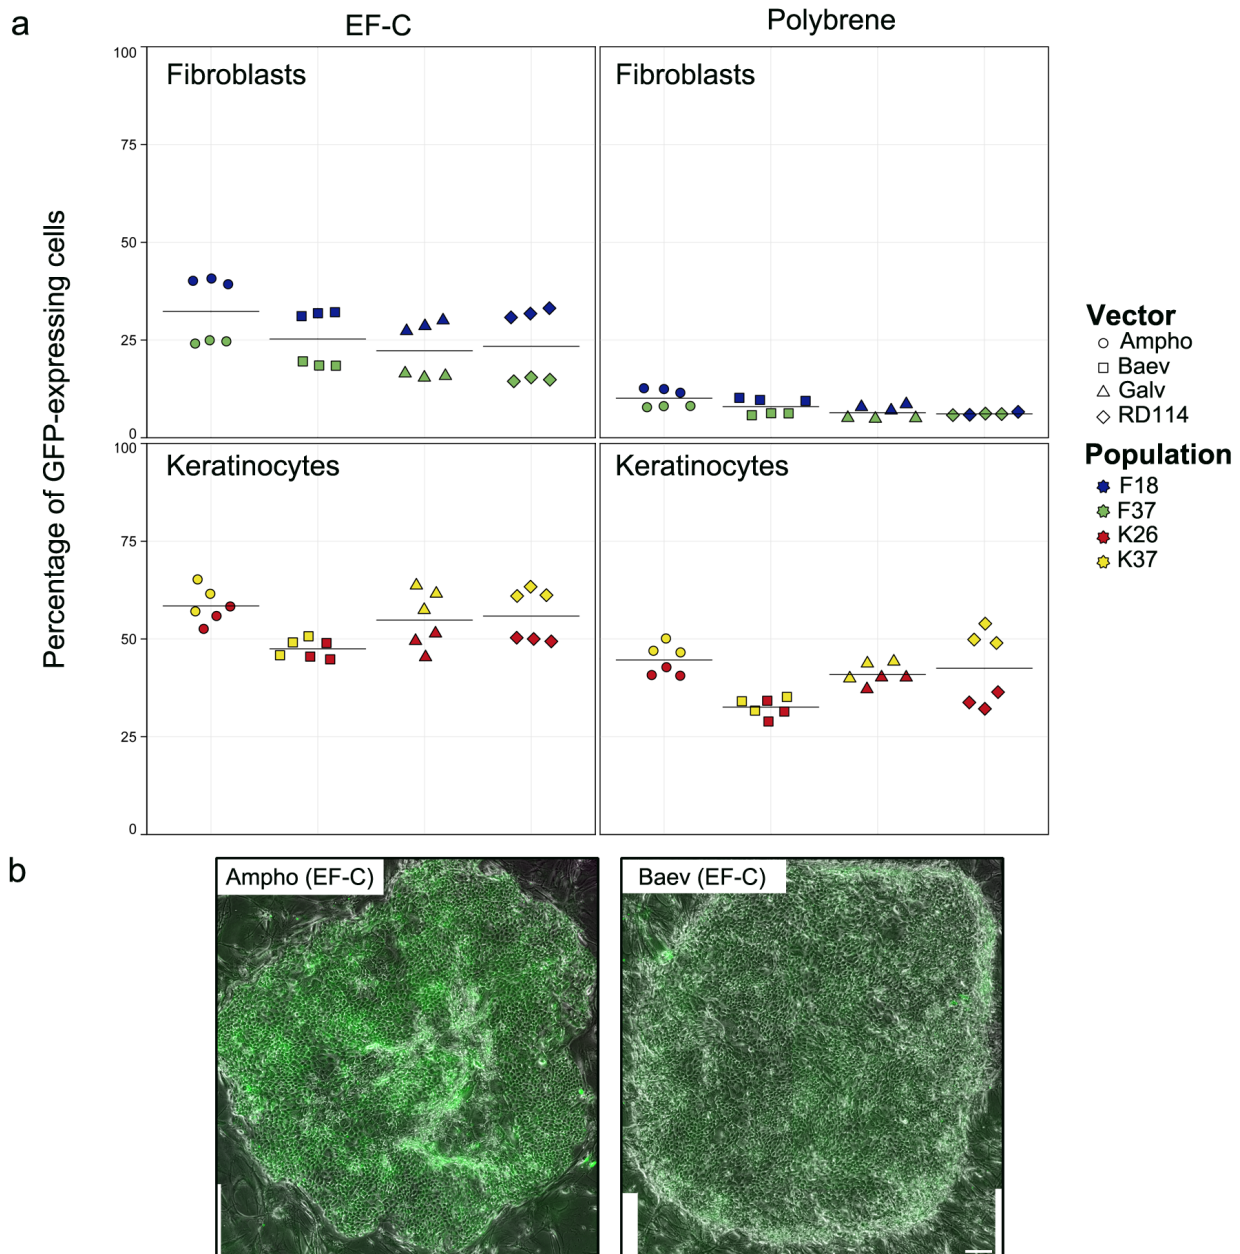 a
EF-C
Polybrene
Percentage of GFP-expressing cells
100
75
50
25
0
Fibroblasts
Fibroblasts
100
75
50
25
0
Keratinocytes
Keratinocytes
Vector
Ampho
Baev
Galv
RD114
Population
F18
F37
K26
K37
b
Ampho (EF-C)
Baev (EF-C)